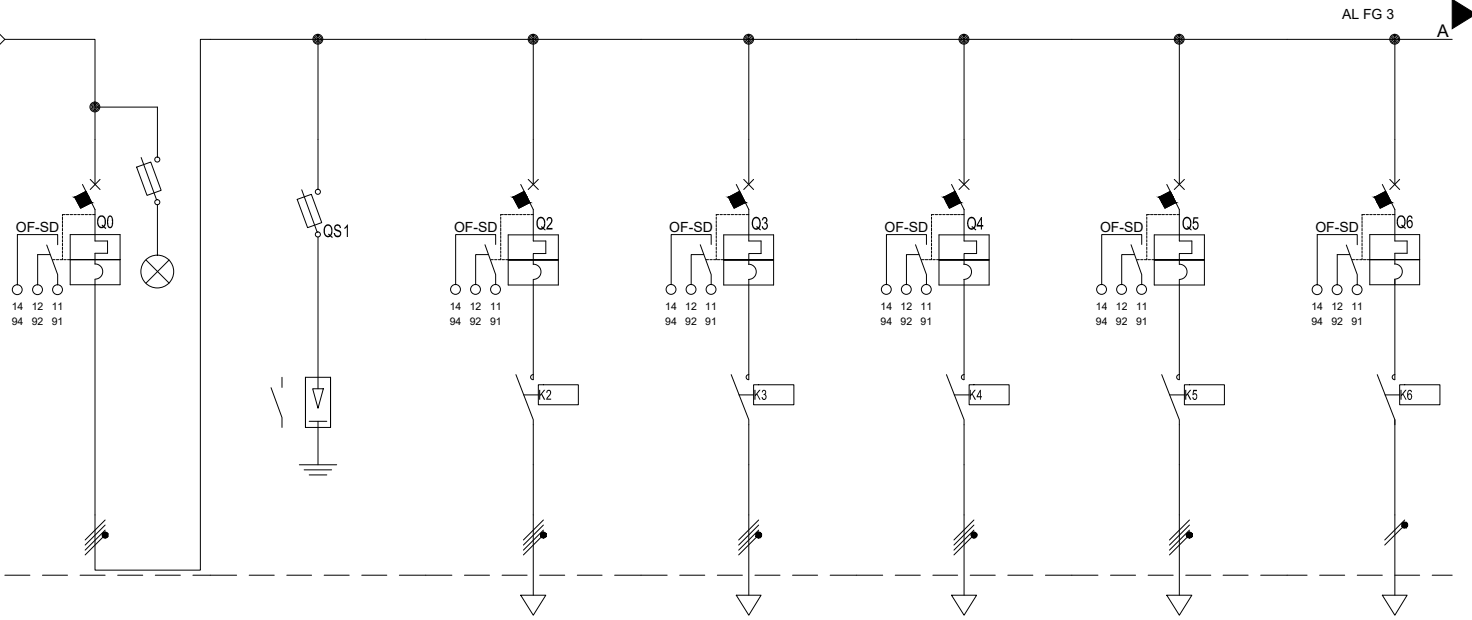 AL FG 3
A
Q0
OF-SD
14 12 11
94 92 91
QS1
Q2
OF-SD
14 12 11
94 92 91
K2
Q3
OF-SD
14 12 11
94 92 91
K3
Q4
OF-SD
14 12 11
94 92 91
K4
Q5
OF-SD
14 12 11
94 92 91
K5
Q6
OF-SD
14 12 11
94 92 91
K6